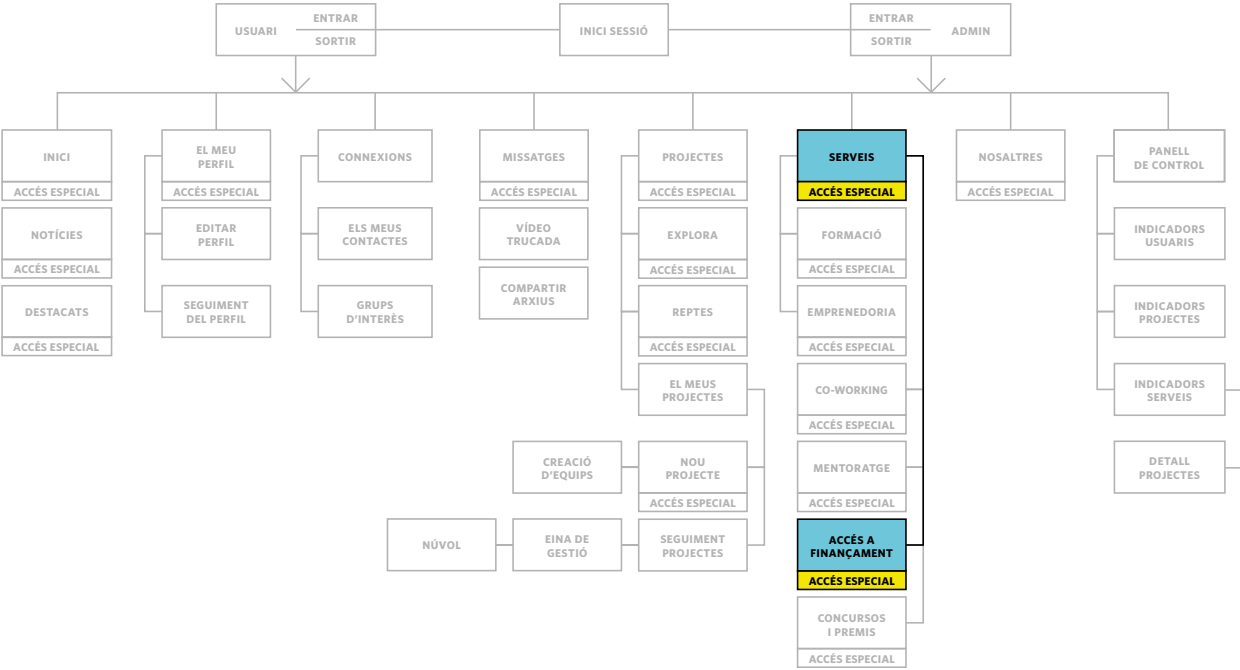 USUARI
ENTRAR
SORTIR
INICI SESSIÓ
ENTRAR
SORTIR
ADMIN
INICI
ACCÉS ESPECIAL
NOTÍCIES
ACCÉS ESPECIAL
DESTACATS
ACCÉS ESPECIAL
EL MEU
PERFIL
ACCÉS ESPECIAL
EDITAR
PERFIL
SEGUIMENT
DEL PERFIL
CONNEXIONS
ELS MEUS
CONTACTES
GRUPS
D'INTERÈS
MISSATGES
ACCÉS ESPECIAL
VÍDEO
TRUCADA
COMPARTIR
ARXIUS
PROJECTES
ACCÉS ESPECIAL
EXPLORA
ACCÉS ESPECIAL
REPTES
ACCÉS ESPECIAL
EL MEUS
PROJECTES
NOU
PROJECTE
ACCÉS ESPECIAL
CREACIÓ
D'EQUIPS
SEGUIMENT
PROJECTES
EINA DE
GESTIÓ
NÚVOL
SERVEIS
ACCÉS ESPECIAL
FORMACIÓ
ACCÉS ESPECIAL
EMPRENEDORIA
ACCÉS ESPECIAL
CO-WORKING
ACCÉS ESPECIAL
MENTORATGE
ACCÉS ESPECIAL
ACCÉS A
FINANÇAMENT
ACCÉS ESPECIAL
CONCURSOS
I PREMIS
ACCÉS ESPECIAL
NOSALTRES
ACCÉS ESPECIAL
PANELL
DE CONTROL
INDICADORS
USUARIS
INDICADORS
PROJECTES
INDICADORS
SERVEIS
DETALL
PROJECTES